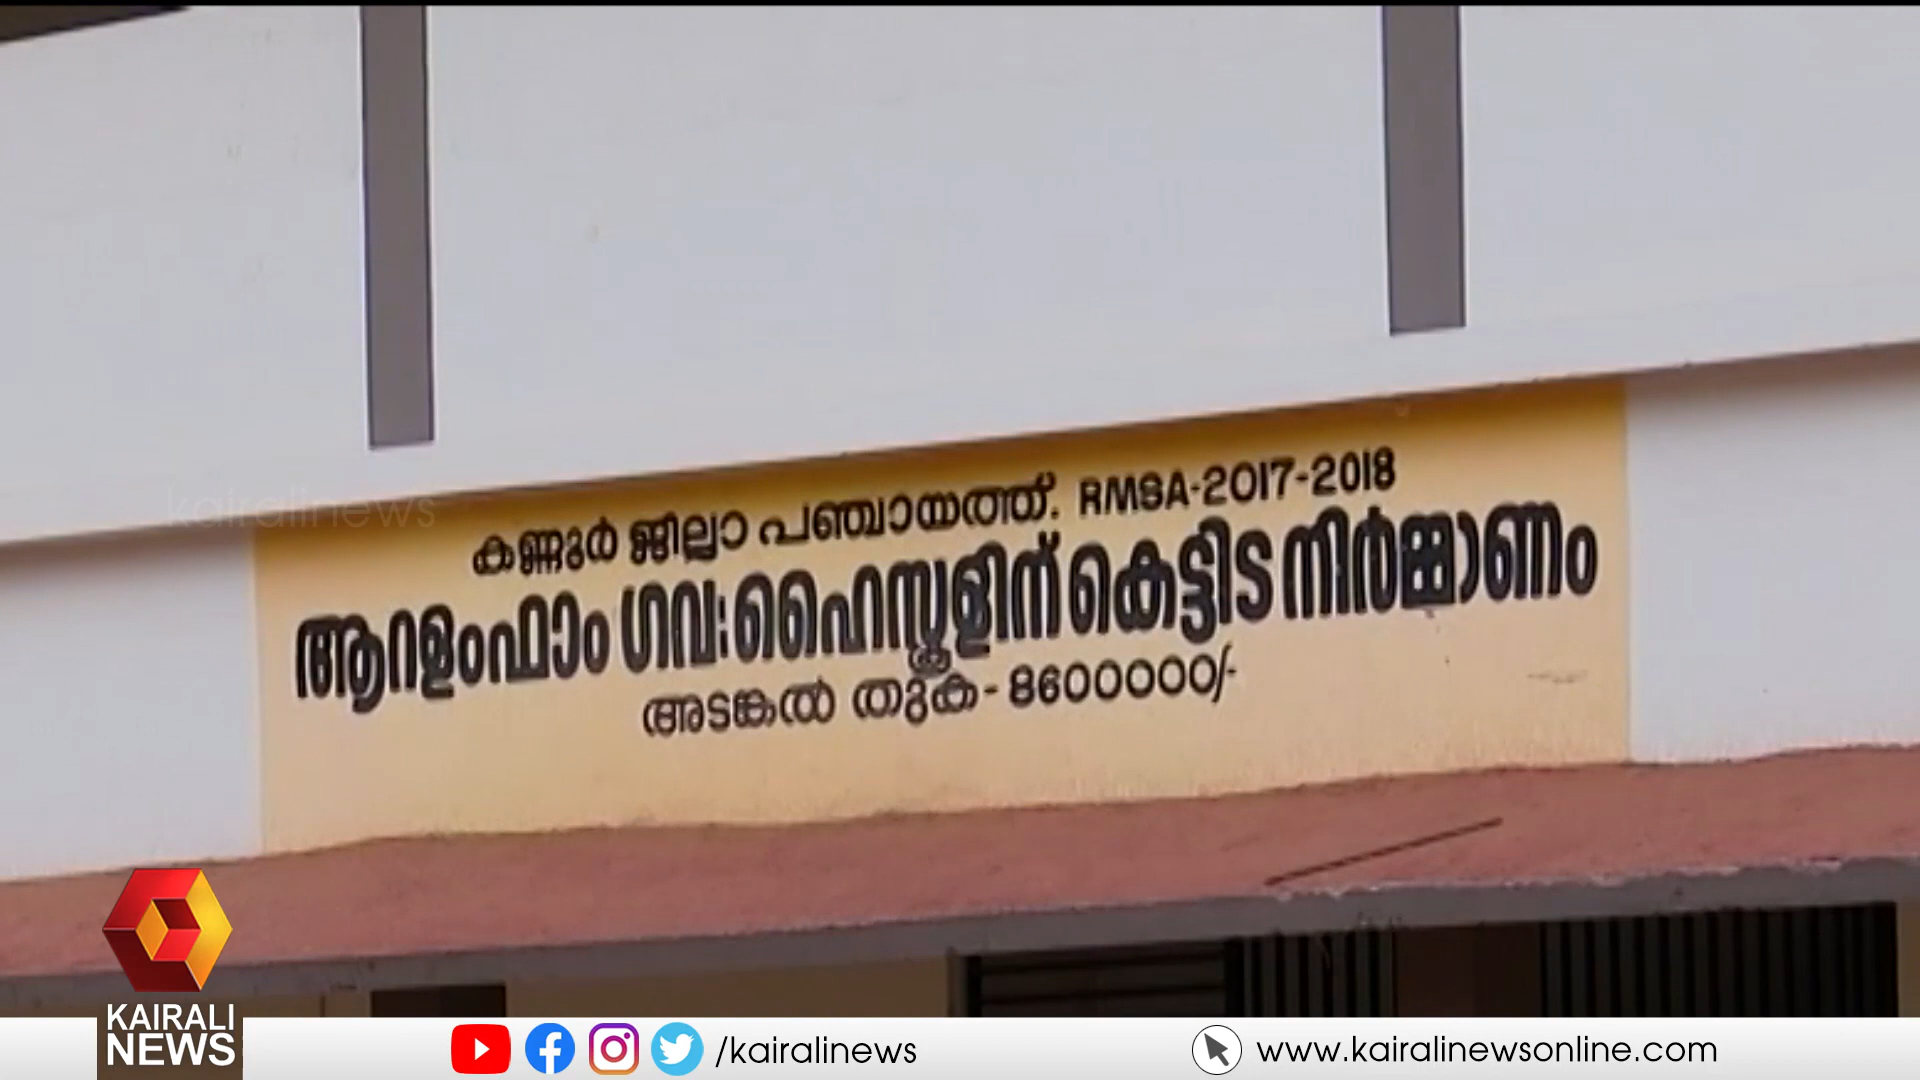 kairalinews
കണ്ണൂർ ജില്ലാ പഞ്ചായത്ത്. RMSA-2017-2018
ആറളംഫാം ഗവ:ഹൈസ്കൂളിന് കെട്ടിട നിർമ്മാണം
അടങ്കൽ തുക - 8600000/-
KAIRALI
NEWS
/kairalinews
www.kairalinewsonline.com